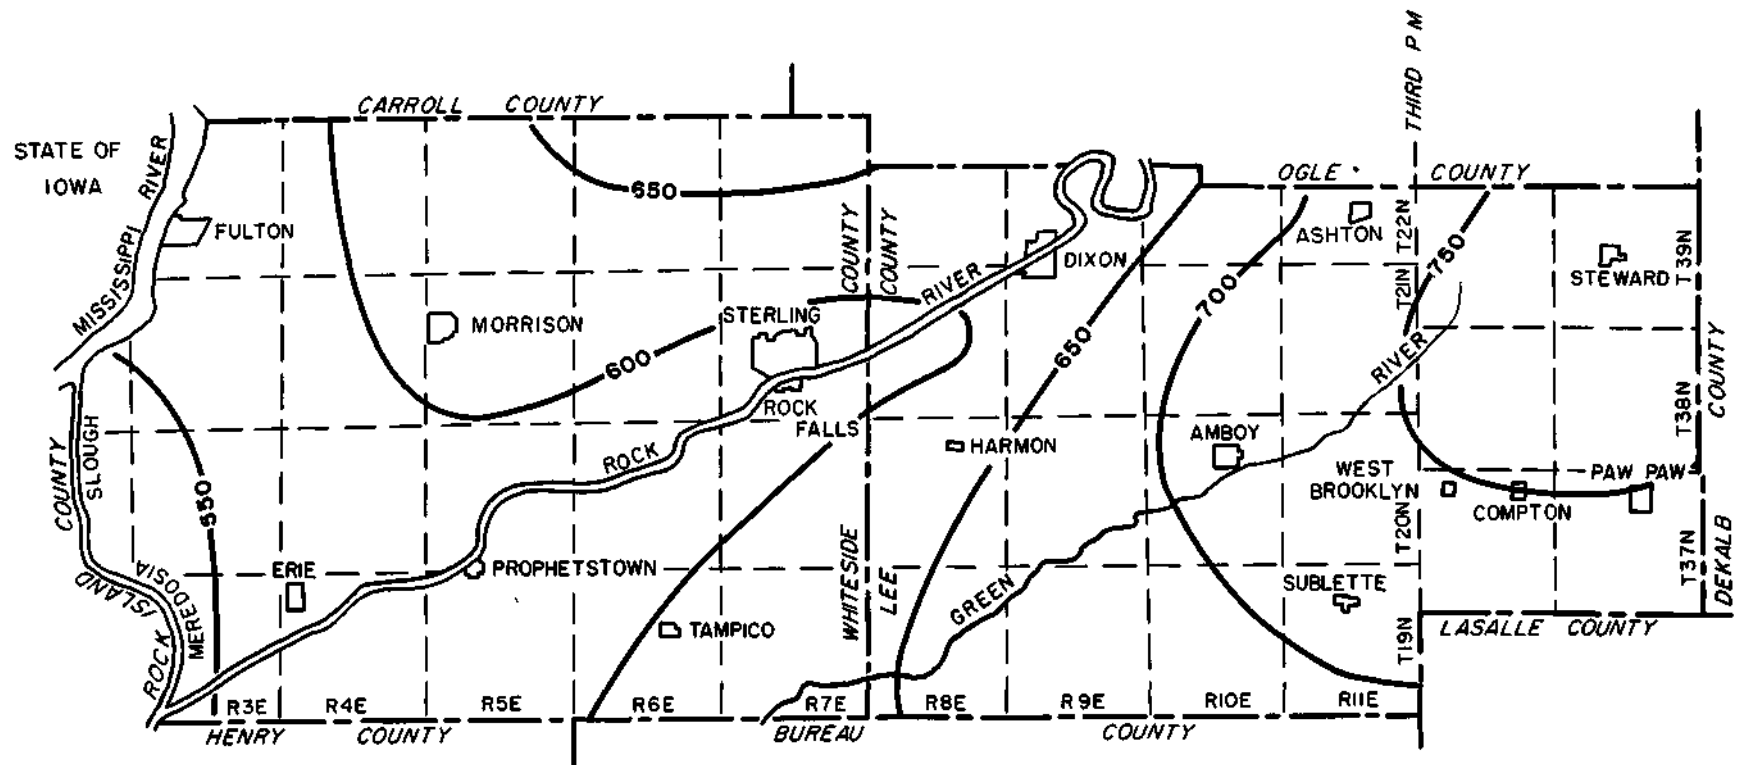 THIRD P M
CARROLL COUNTY
STATE OF
IOWA
MISSISSIPPI RIVER
OGLE COUNTY
FULTON
650
COUNTY
COUNTY
ASHTON
T22N
750
T39N
DIXON
STEWARD
RIVER
T21N
700
MORRISON
STERLING
600
650
RIVER
COUNTY
ROCK
FALLS
T38N
COUNTY
SLOUGH
550
ROCK
HARMON
AMBOY
WEST
BROOKLYN
PAW PAW
COMPTON
T20N
ERIE
PROPHETSTOWN
WHITESIDE
LEE
GREEN
SUBLETTE
T37N
DEKALB
ISLAND
MEREDOSIA
TAMPICO
ROCK
T19N
LASALLE COUNTY
R3E R4E R5E R6E R7E R8E R9E R10E R11E
HENRY COUNTY BUREAU COUNTY